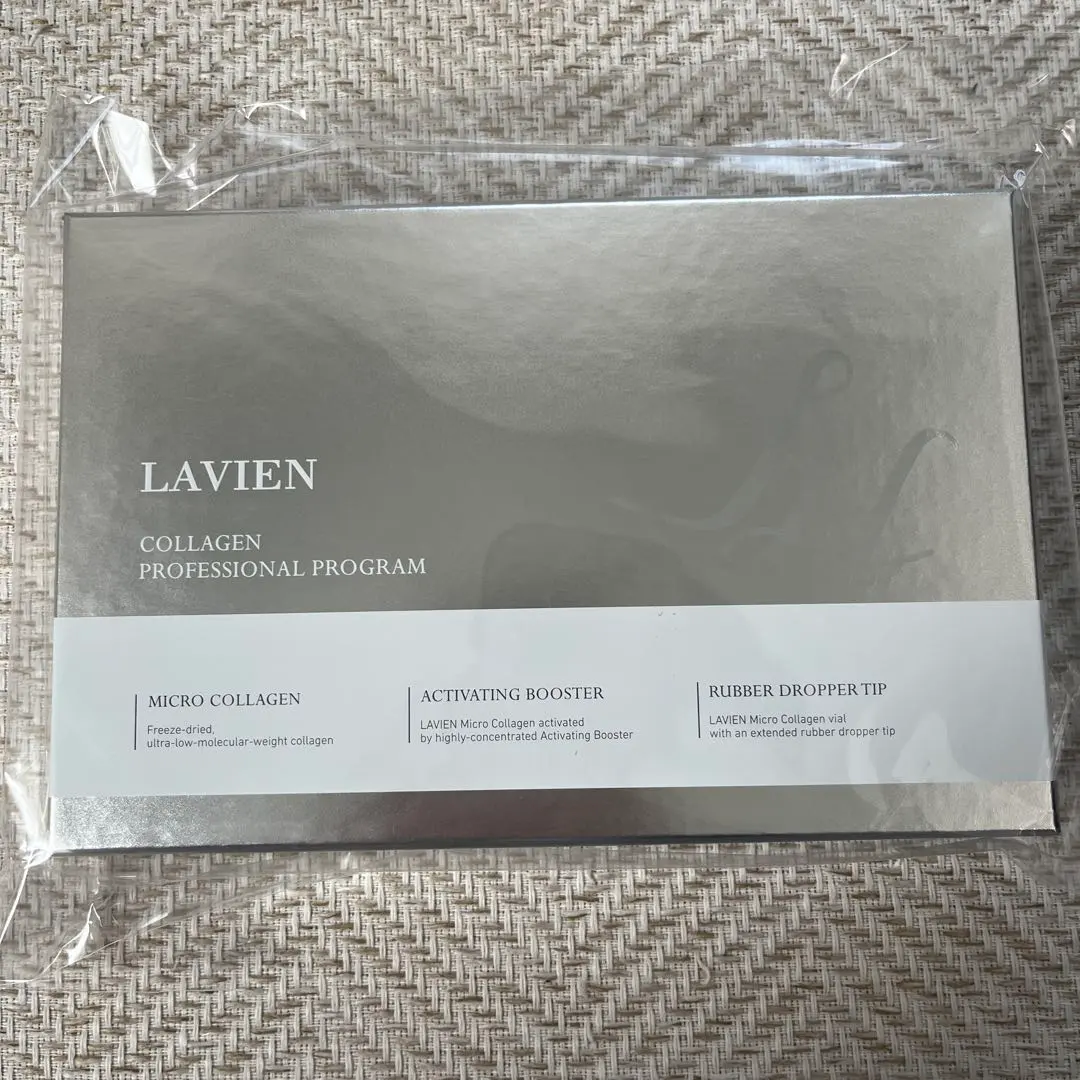 LAVIEN
COLLAGEN
PROFESSIONAL PROGRAM
MICRO COLLAGEN
Freeze-dried,
ultra-low-molecular-weight collagen
ACTIVATING BOOSTER
LAVIEN Micro Collagen activated
by highly-concentrated Activating Booster
RUBBER DROPPER TIP
LAVIEN Micro Collagen vial
with an extended rubber dropper tip